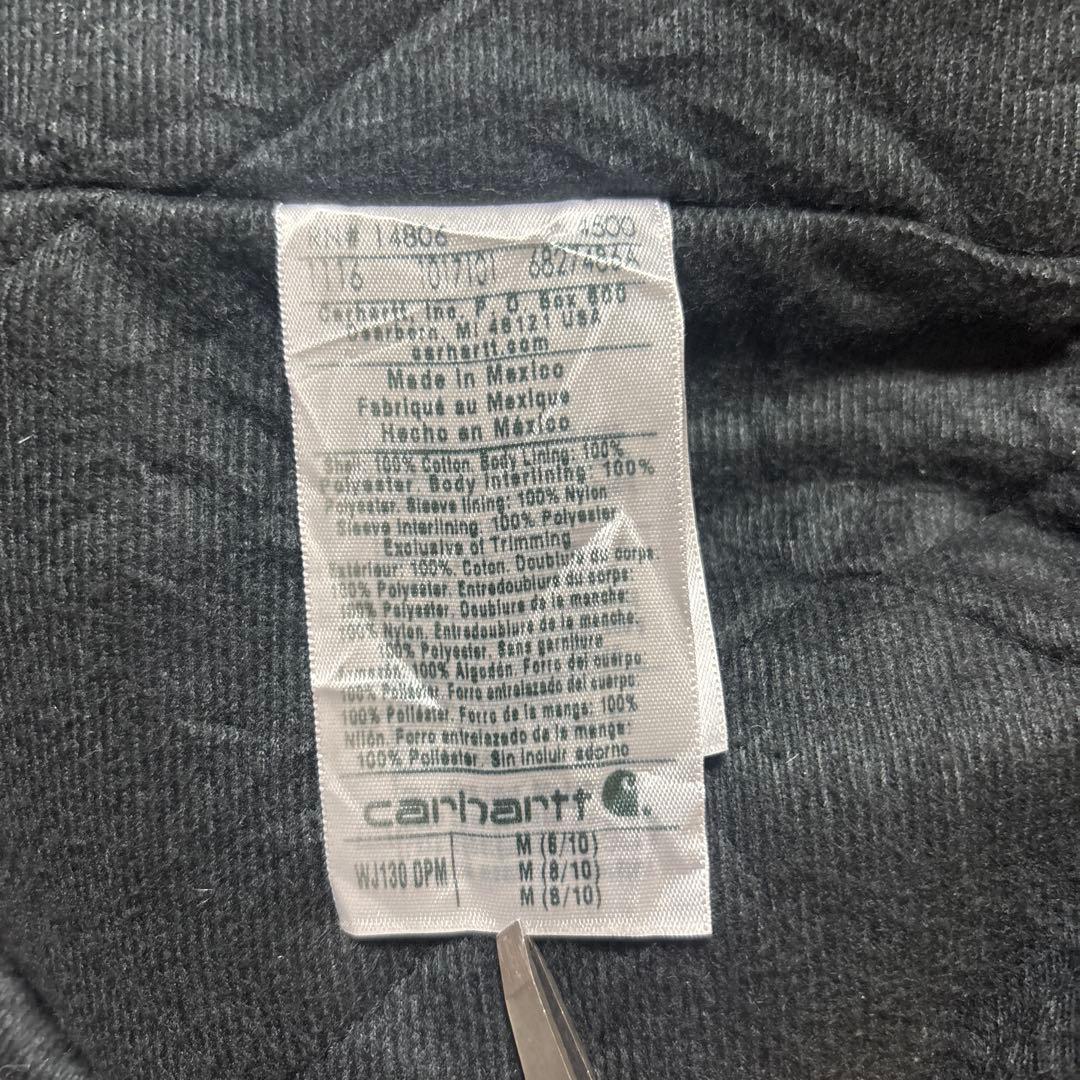 RN# 14806 4800
1116 1017101
Carhartt, Inc. P. O. Box 600
Dearborn, MI 48121 USA
carhartt.com
Made in Mexico
Fabriqué au Mexique
Hecho en México
Shell: 100% Cotton. Body Lining: 100%
Polyester. Body Interlining: 100%
Polyester. Sleeve lining: 100% Nylon
Sleeve Interlining, 100% Polyester
Exclusive of Trimming
Extérieur: 100%. Coton. Doublure du corps:
100% Polyester. Entredoublure du sorps:
100% Polyester. Doublure de la manche:
100% Nylon. Entredoublure de la manche.
100% Polyester. Sans garniture
100% Algodón. Forro del cuerpo
100% Poliéster. Forro entrelazado del cuerpo
100% Poliéster. Forro de la manga: 100%
Nilón. Forro entrelazado de la manga:
100% Poliéster. Sin incluir adorno
carhartt
M (8/10)
WJ130 DPM M (8/10)
M (8/10)